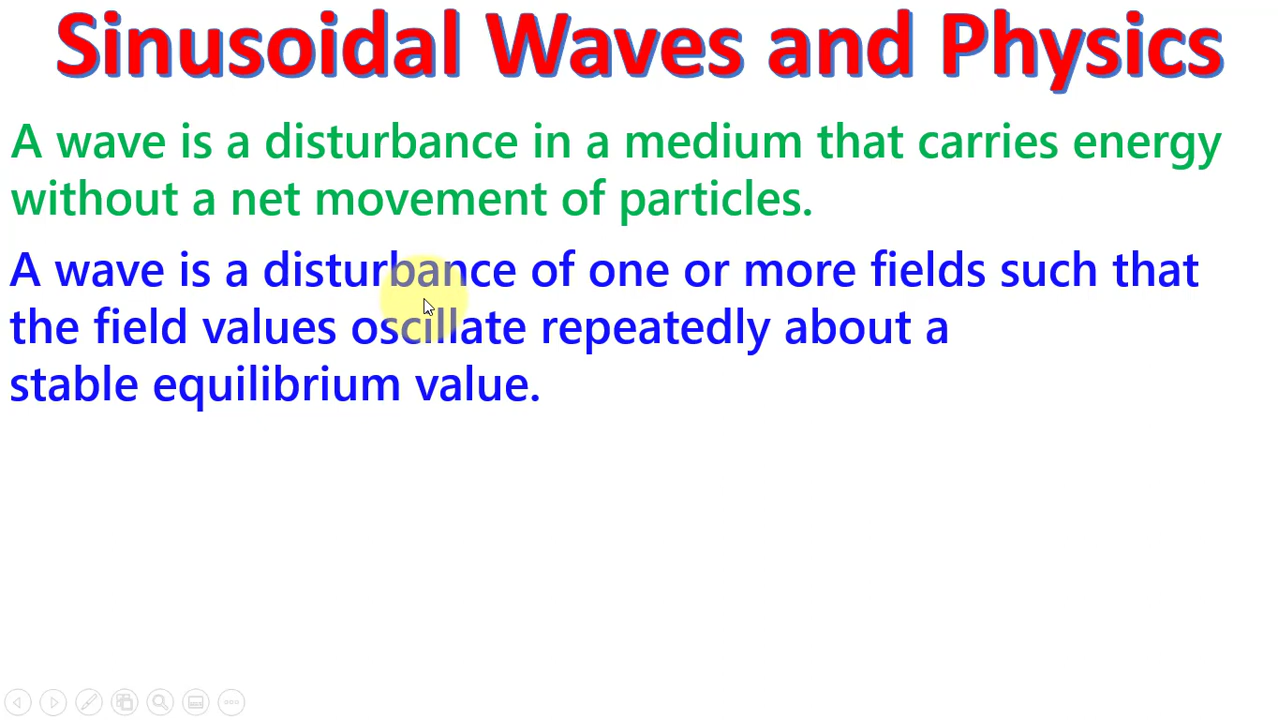 Sinusoidal Waves and Physics
A wave is a disturbance in a medium that carries energy
without a net movement of particles.
A wave is a disturbance of one or more fields such that
the field values oscillate repeatedly about a
stable equilibrium value.